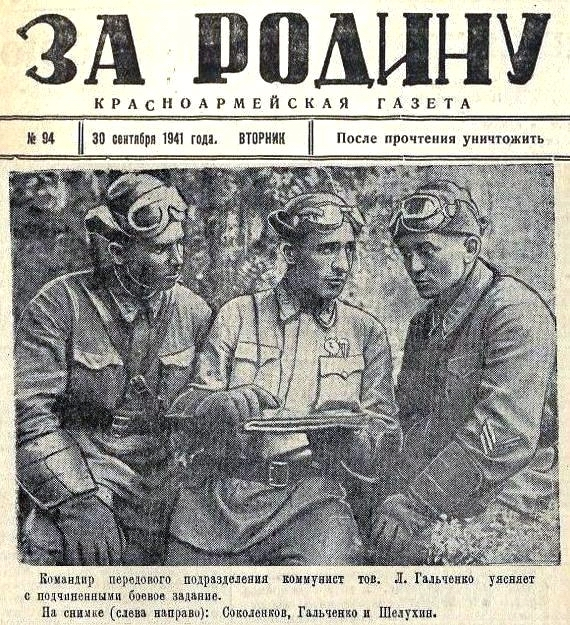 ЗА РОДИНУ
КРАСНОАРМЕЙСКАЯ ГАЗЕТА
№ 94 30 сентября 1941 года. ВТОРНИК После прочтения уничтожить
Командир передового подразделения коммунист тов. Л. Гальченко уясняет
с подчиненными боевое задание.
На снимке (слева направо): Соколенков, Гальченко и Шелухин.